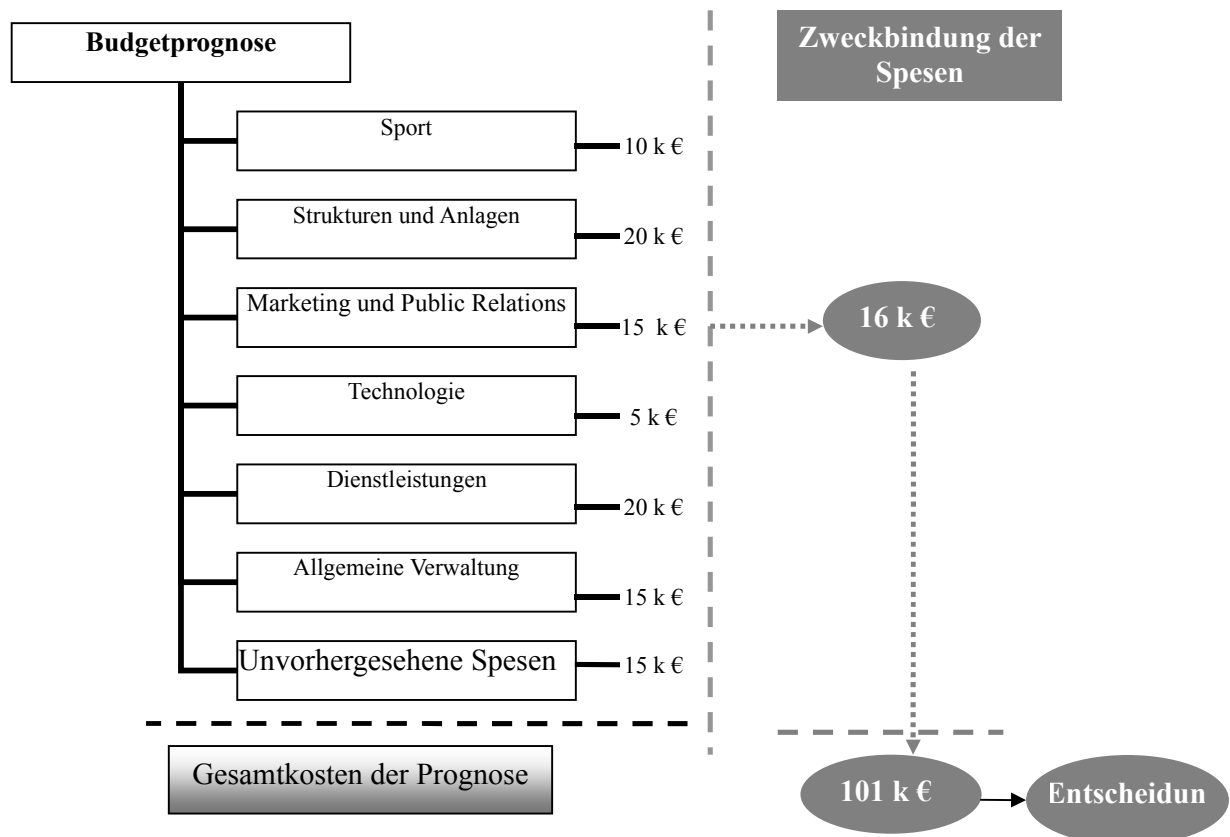 Budgetprognose
Zweckbindung der
Spesen
Sport
10 k €
Strukturen und Anlagen
20 k €
Marketing und Public Relations
15 k €
16 k €
Technologie
5 k €
Dienstleistungen
20 k €
Allgemeine Verwaltung
15 k €
Unvorhergesehene Spesen
15 k €
Gesamtkosten der Prognose
101 k €
Entscheidun